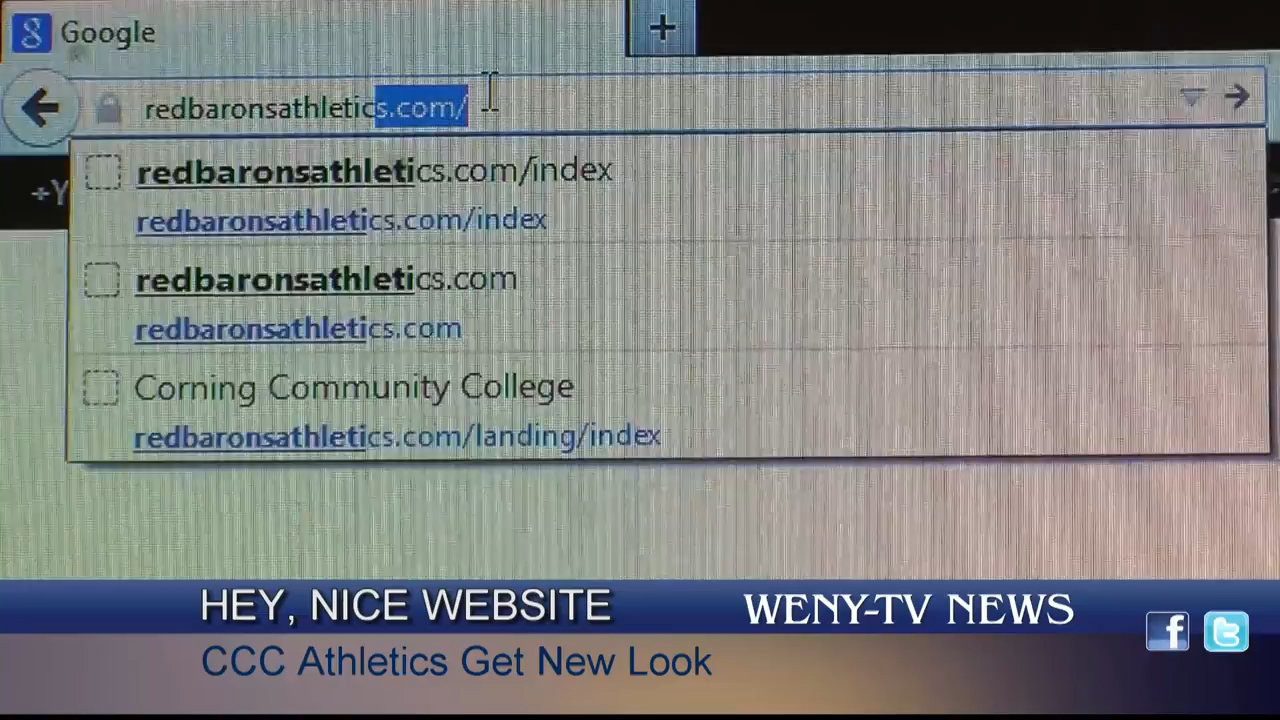 Google
+
redbaronsathletics.com/
+Y
redbaronsathletics.com/index
redbaronsathletics.com/index
redbaronsathletics.com
redbaronsathletics.com
Corning Community College
redbaronsathletics.com/landing/index
HEY, NICE WEBSITE
WENY-TV NEWS
CCC Athletics Get New Look